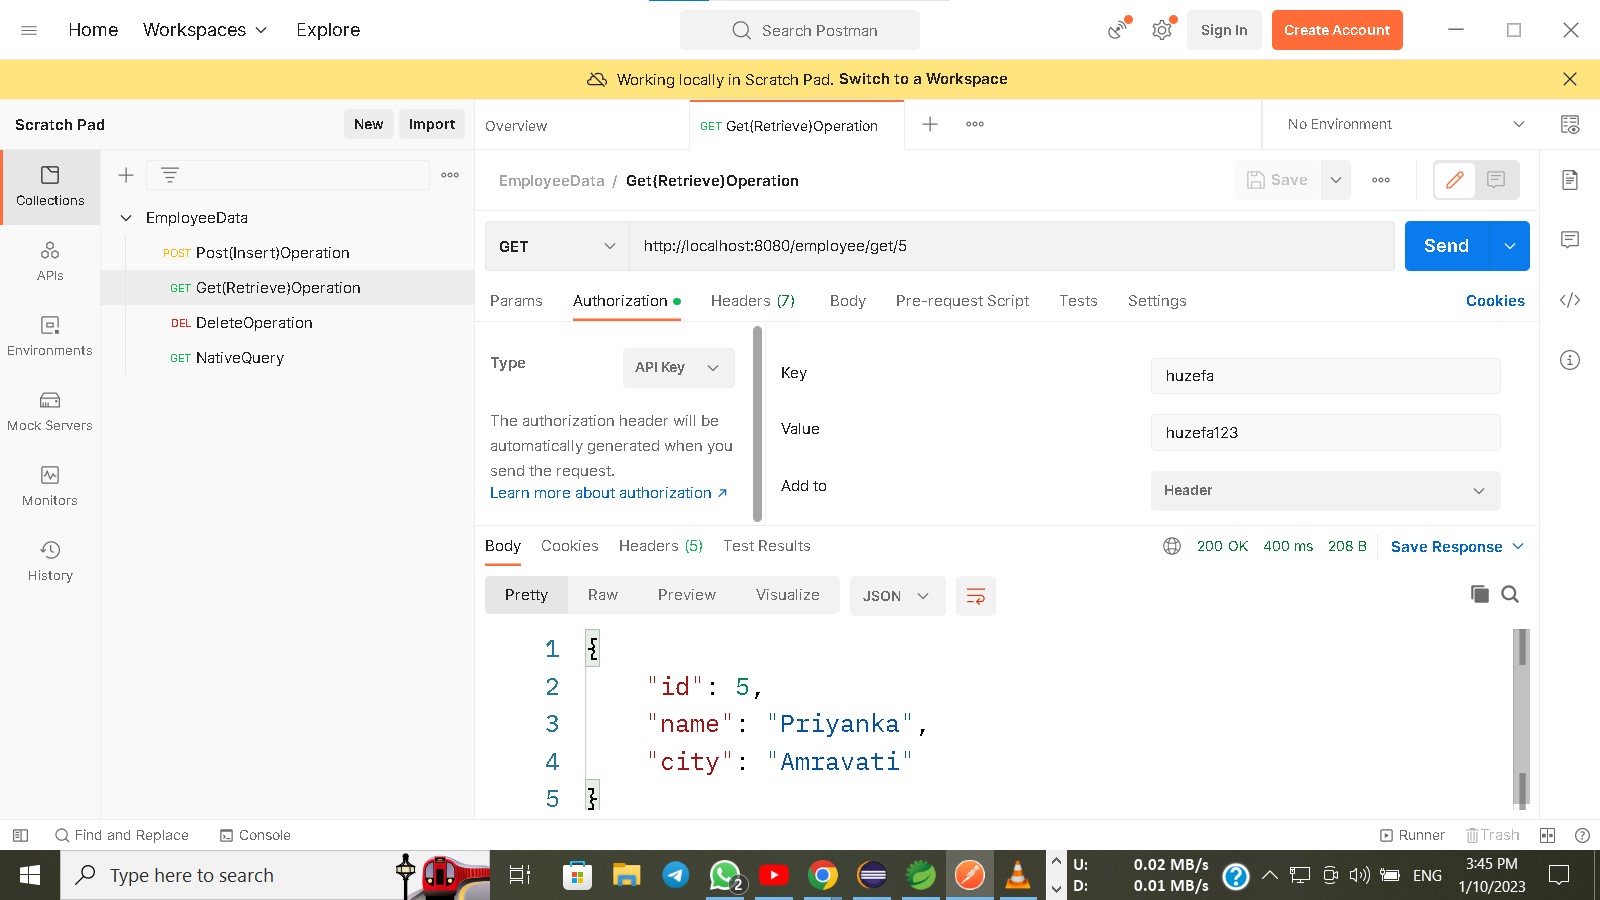 Home Workspaces Explore Search Postman Sign In Create Account
Working locally in Scratch Pad. Switch to a Workspace
Scratch Pad New Import Overview GET Get(Retrieve)Operation No Environment
Collections
APIs
Environments
Mock Servers
Monitors
History
EmployeeData
POST Post(Insert)Operation
GET Get(Retrieve)Operation
DEL DeleteOperation
GET NativeQuery
EmployeeData / Get(Retrieve)Operation Save
GET http://localhost:8080/employee/get/5 Send
Params Authorization Headers (7) Body Pre-request Script Tests Settings Cookies
Type API Key
The authorization header will be
automatically generated when you
send the request.
Learn more about authorization
Key huzefa
Value huzefa123
Add to Header
Body Cookies Headers (5) Test Results 200 OK 400 ms 208 B Save Response
Pretty Raw Preview Visualize JSON
1 {
2 "id": 5,
3 "name": "Priyanka",
4 "city": "Amravati"
5 }
Find and Replace Console Runner Trash
Type here to search 2 U: 0.02 MB/s ENG 3:45 PM
D: 0.01 MB/s 1/10/2023